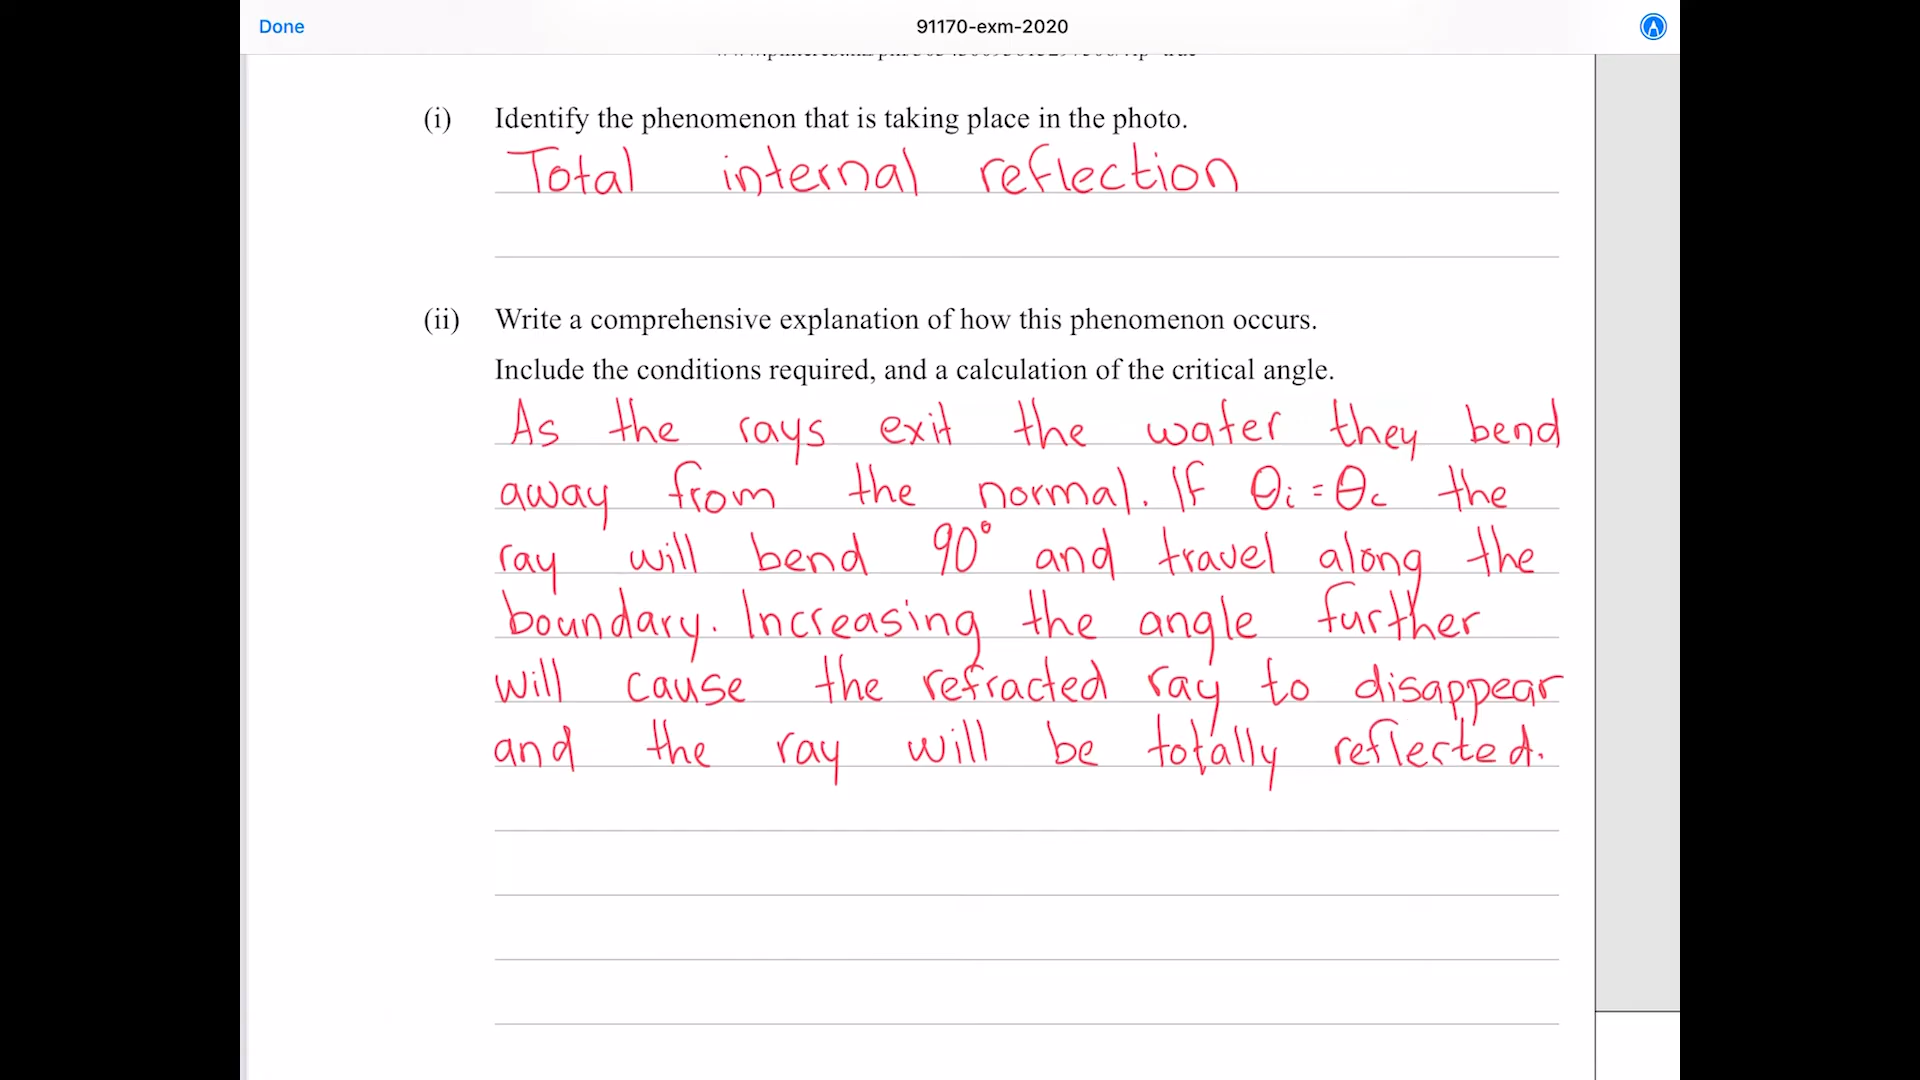 Done
91170-exm-2020
(i) Identify the phenomenon that is taking place in the photo.
Total internal reflection
(ii) Write a comprehensive explanation of how this phenomenon occurs.
Include the conditions required, and a calculation of the critical angle.
As the rays exit the water they bend
away from the normal. If θi = θc the
ray will bend 90° and travel along the
boundary. Increasing the angle further
will cause the refracted ray to disappear
and the ray will be totally reflected.